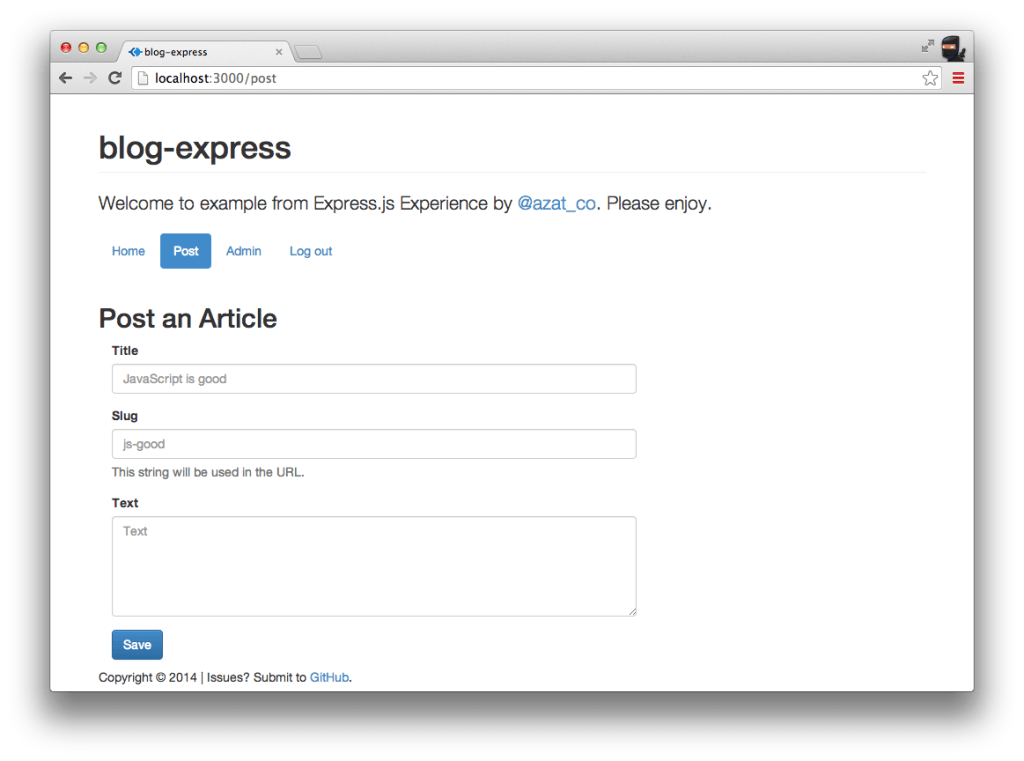 blog-express
localhost:3000/post
blog-express
Welcome to example from Express.js Experience by @azat_co. Please enjoy.
Home Post Admin Log out
Post an Article
Title
JavaScript is good
Slug
js-good
This string will be used in the URL.
Text
Text
Save
Copyright © 2014 | Issues? Submit to GitHub.